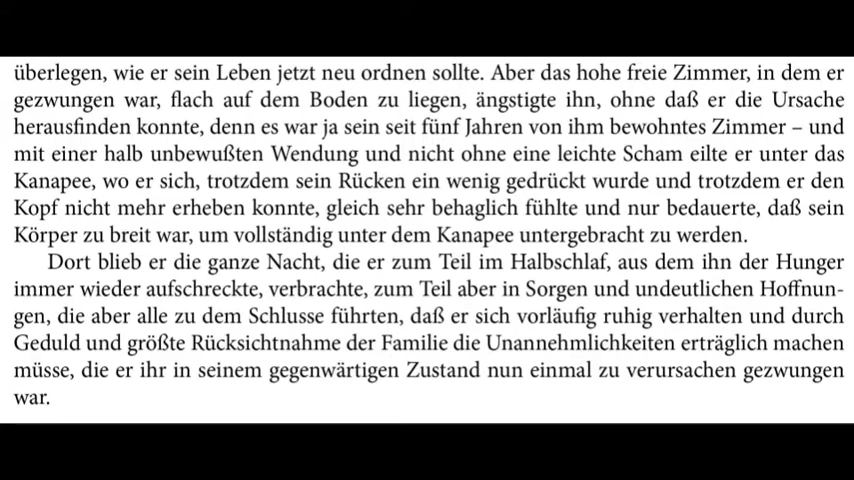 überlegen, wie er sein Leben jetzt neu ordnen sollte. Aber das hohe freie Zimmer, in dem er
gezwungen war, flach auf dem Boden zu liegen, ängstigte ihn, ohne daß er die Ursache
herausfinden konnte, denn es war ja sein seit fünf Jahren von ihm bewohntes Zimmer – und
mit einer halb unbewußten Wendung und nicht ohne eine leichte Scham eilte er unter das
Kanapee, wo er sich, trotzdem sein Rücken ein wenig gedrückt wurde und trotzdem er den
Kopf nicht mehr erheben konnte, gleich sehr behaglich fühlte und nur bedauerte, daß sein
Körper zu breit war, um vollständig unter dem Kanapee untergebracht zu werden.
Dort blieb er die ganze Nacht, die er zum Teil im Halbschlaf, aus dem ihn der Hunger
immer wieder aufschreckte, verbrachte, zum Teil aber in Sorgen und undeutlichen Hoffnun-
gen, die aber alle zu dem Schlusse führten, daß er sich vorläufig ruhig verhalten und durch
Geduld und größte Rücksichtnahme der Familie die Unannehmlichkeiten erträglich machen
müsse, die er ihr in seinem gegenwärtigen Zustand nun einmal zu verursachen gezwungen
war.